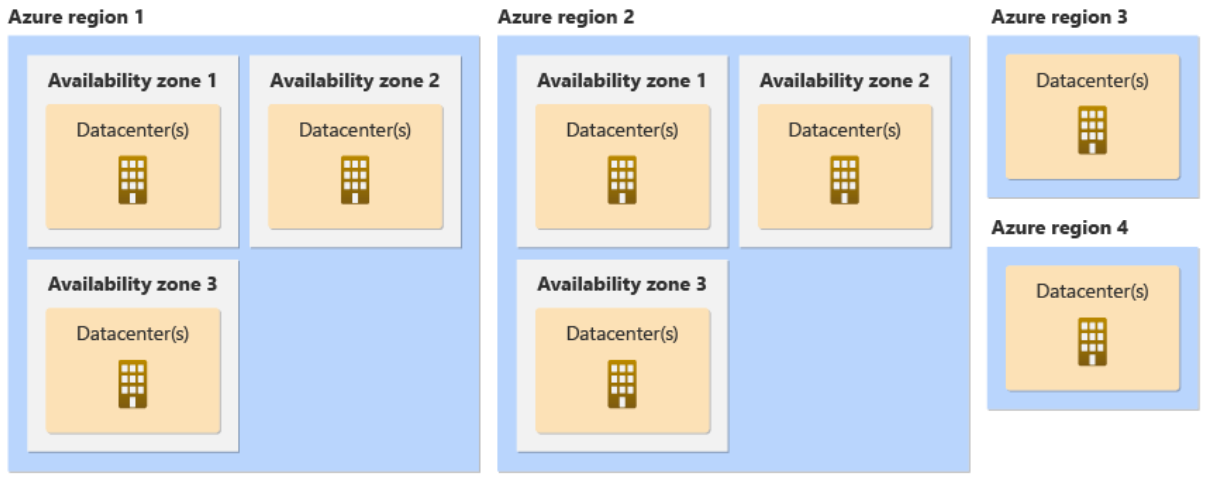 Azure region 1
Availability zone 1
Datacenter(s)
Availability zone 2
Datacenter(s)
Availability zone 3
Datacenter(s)
Azure region 2
Availability zone 1
Datacenter(s)
Availability zone 2
Datacenter(s)
Availability zone 3
Datacenter(s)
Azure region 3
Datacenter(s)
Azure region 4
Datacenter(s)